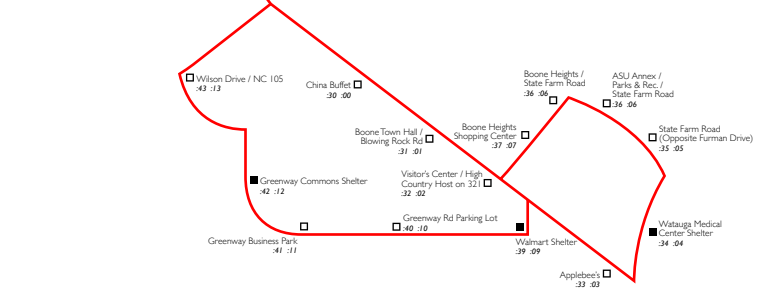 Wilson Drive / NC 105
:43 :13
China Buffet
:30 :00
Boone Heights /
State Farm Road
:36 :06
ASU Annex /
Parks & Rec. /
State Farm Road
:36 :06
Boone Town Hall /
Blowing Rock Rd
:31 :01
Boone Heights
Shopping Center
:37 :07
State Farm Road
(Opposite Furman Drive)
:35 :05
Visitor's Center / High
Country Host on 321
:32 :02
Greenway Commons Shelter
:42 :12
Greenway Rd Parking Lot
:40 :10
Watauga Medical
Center Shelter
:34 :04
Greenway Business Park
:41 :11
Walmart Shelter
:39 :09
Applebee's
:33 :03